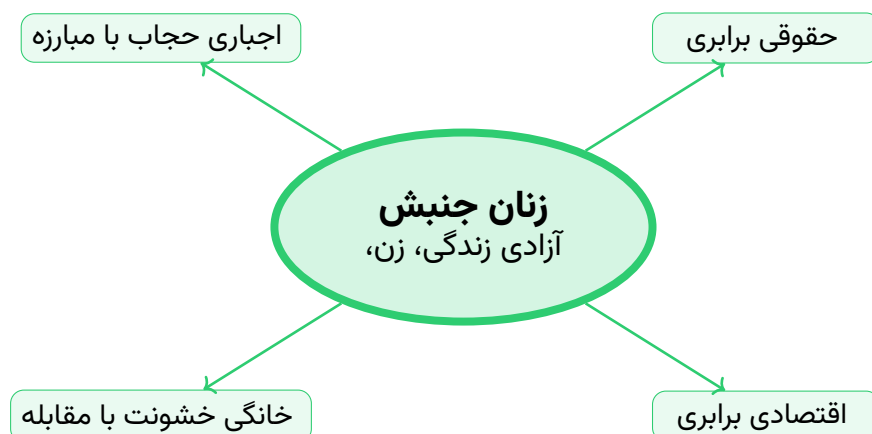 حقوقی برابری
اجباری حجاب با مبارزه
زنان جنبش
آزادی زندگی، زن،
اقتصادی برابری
خانگی خشونت با مقابله